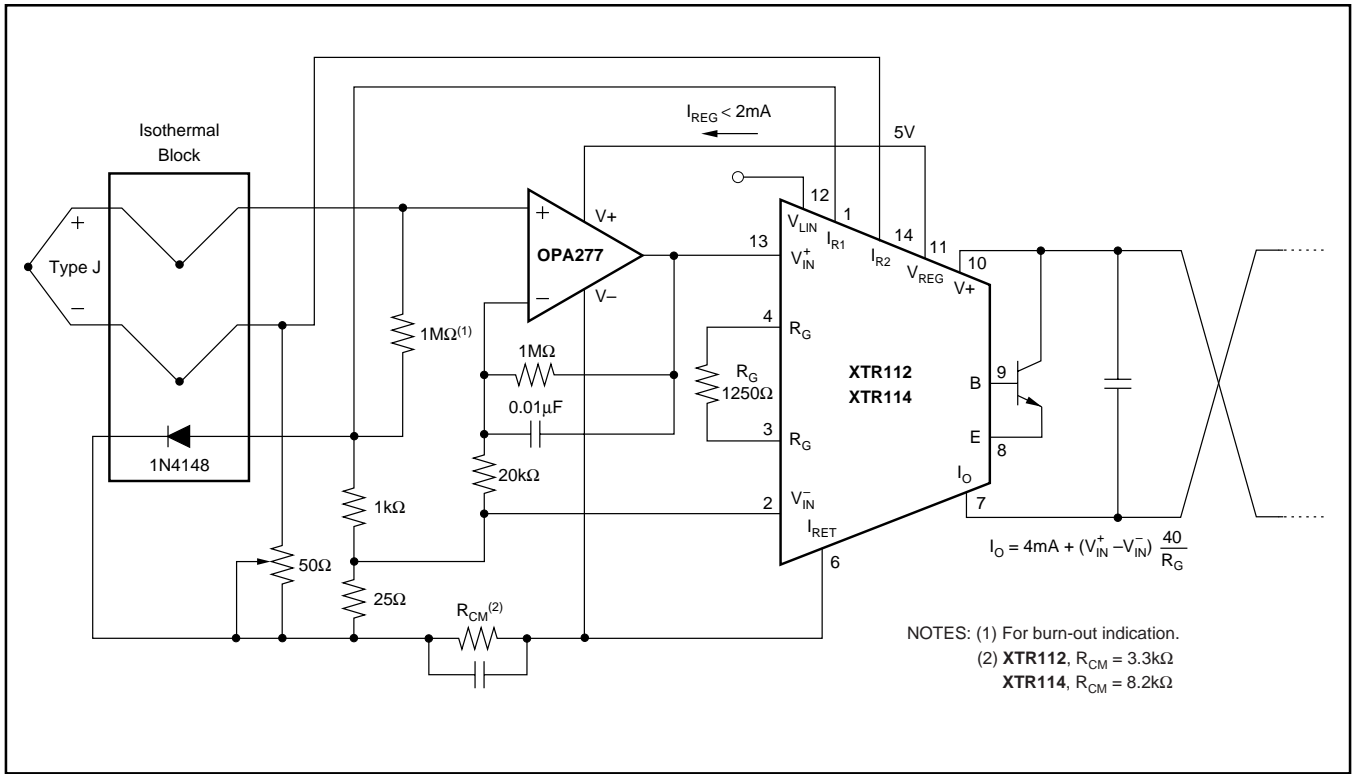 I_REG < 2mA
5V
Isothermal
Block
12
1
14
11
10
+
Type J
−
+
V+
OPA277
−
V−
13
V_LIN
I_R1
I_R2
V_REG
V+
V⁺_IN
1MΩ(1)
4
R_G
1MΩ
R_G
1250Ω
XTR112
XTR114
9
B
0.01µF
3
R_G
E
8
1N4148
20kΩ
I_O
7
1kΩ
2
V⁻_IN
I_RET
6
I_O = 4mA + (V⁺_IN – V⁻_IN) 40/R_G
50Ω
25Ω
R_CM(2)
NOTES: (1) For burn-out indication.
(2) XTR112, R_CM = 3.3kΩ
XTR114, R_CM = 8.2kΩ